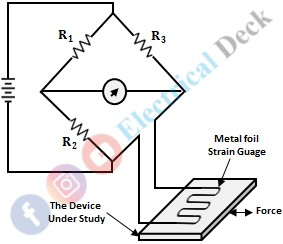 R1
R3
R2
Electrical Deck
Metal foil
Strain Guage
Force
The Device
Under Study